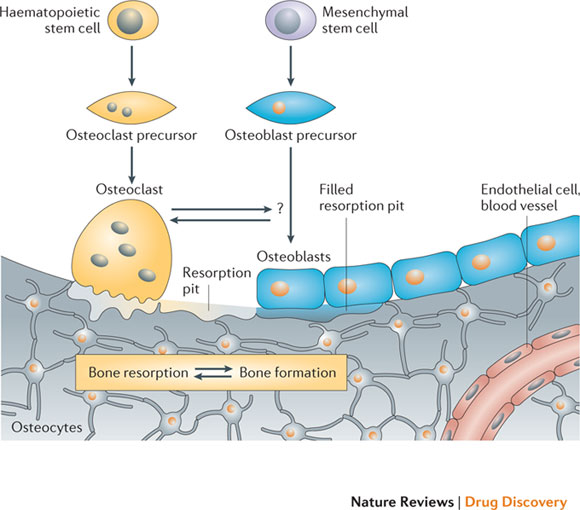 Haematopoietic
stem cell
Mesenchymal
stem cell
Osteoclast precursor
Osteoblast precursor
Osteoclast
?
Filled
resorption pit
Endothelial cell,
blood vessel
Osteoblasts
Resorption
pit
Bone resorption
Bone formation
Osteocytes
Nature Reviews | Drug Discovery